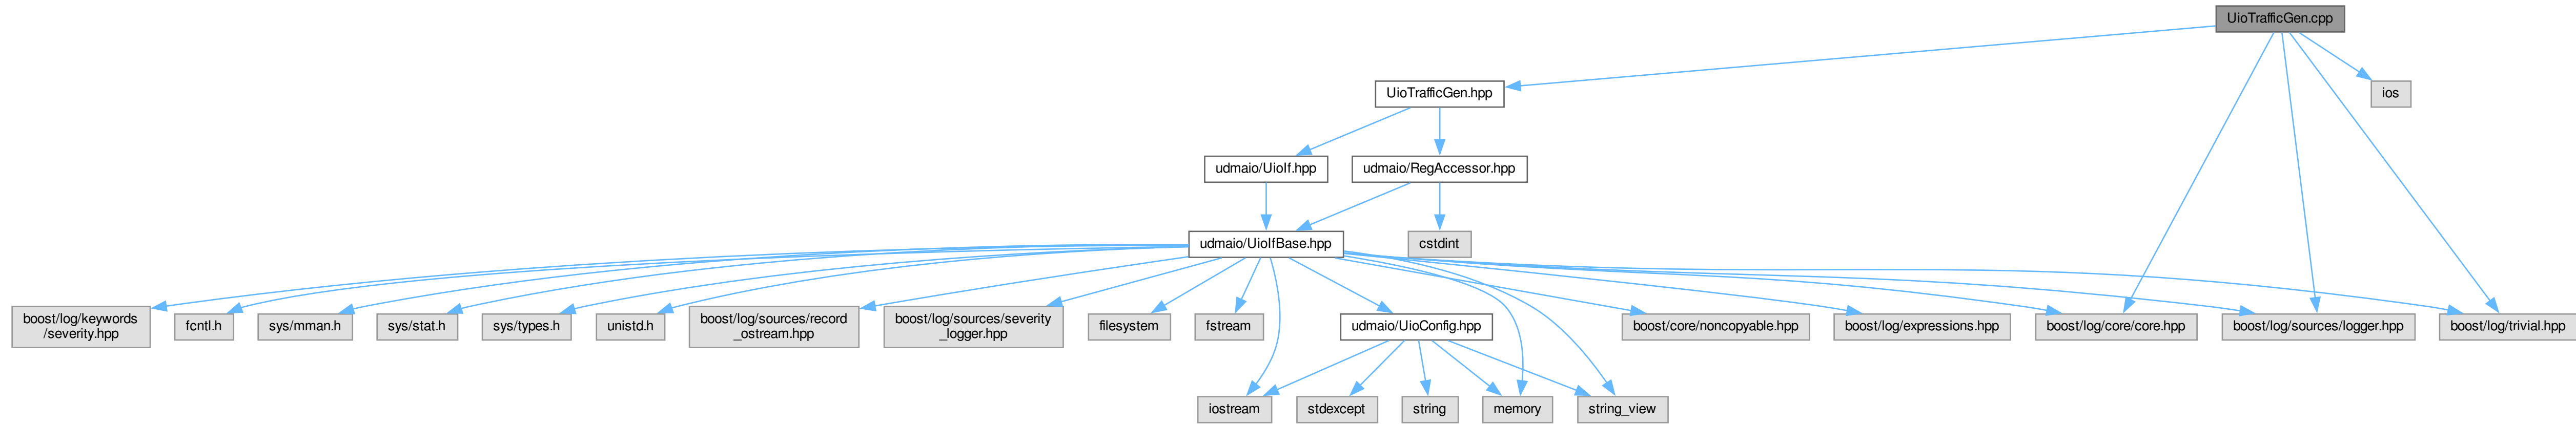 UioTrafficGen.cpp
UioTrafficGen.hpp
ios
udmaio/UioIf.hpp
udmaio/RegAccessor.hpp
udmaio/UioIfBase.hpp
cstdint
boost/log/keywords
/severity.hpp
fcntl.h
sys/mman.h
sys/stat.h
sys/types.h
unistd.h
boost/log/sources/record
_ostream.hpp
boost/log/sources/severity
_logger.hpp
filesystem
fstream
udmaio/UioConfig.hpp
boost/core/noncopyable.hpp
boost/log/expressions.hpp
boost/log/core/core.hpp
boost/log/sources/logger.hpp
boost/log/trivial.hpp
iostream
stdexcept
string
memory
string_view